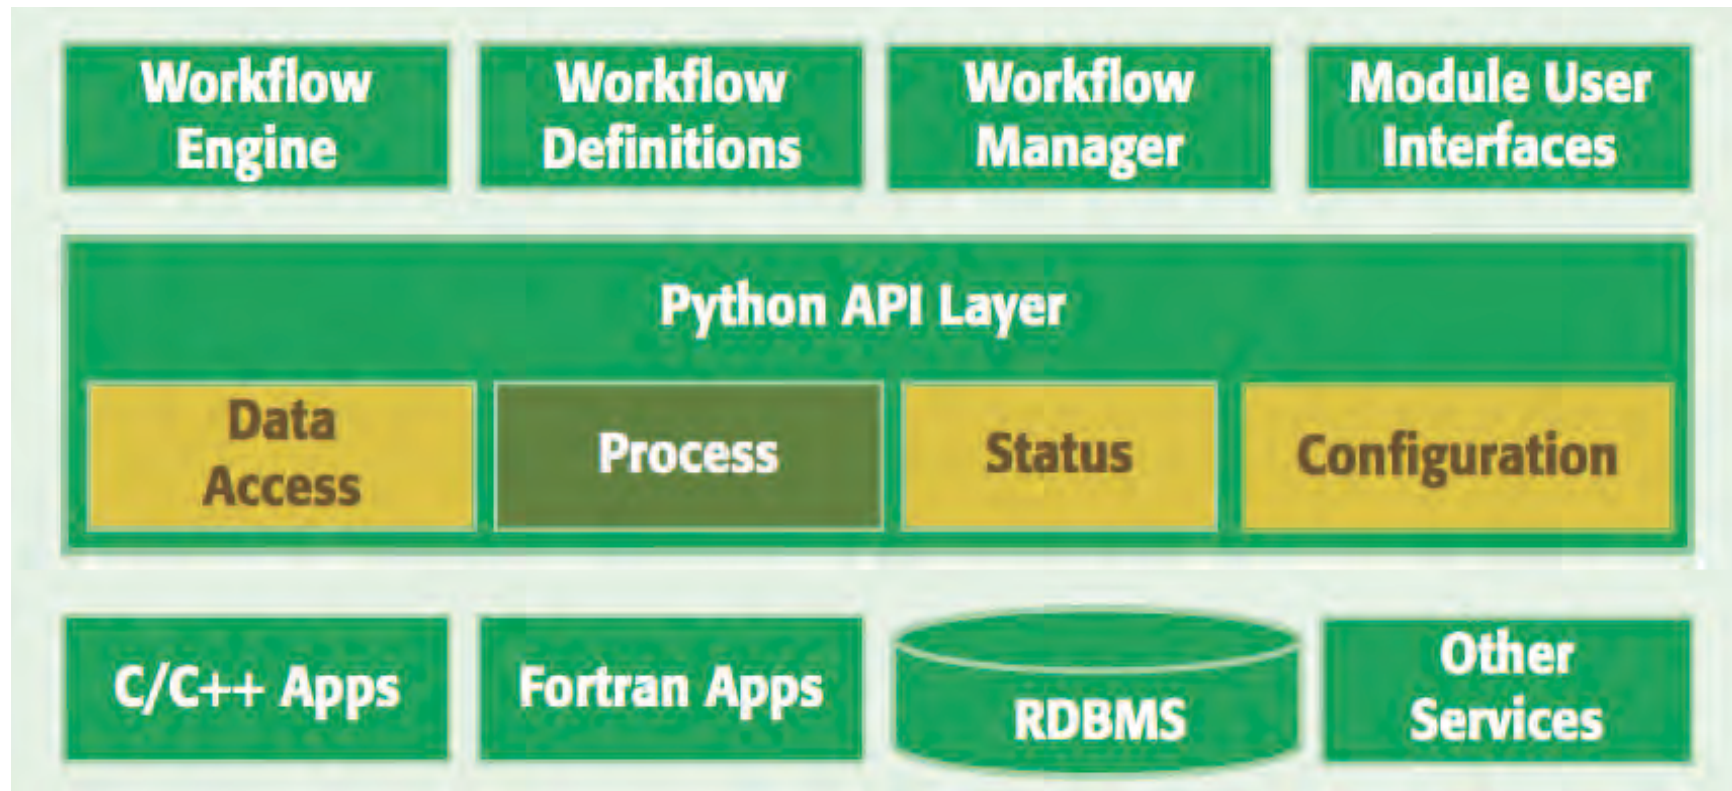 Workflow
Engine
Workflow
Definitions
Workflow
Manager
Module User
Interfaces
Python API Layer
Data
Access
Process
Status
Configuration
C/C++ Apps
Fortran Apps
RDBMS
Other
Services